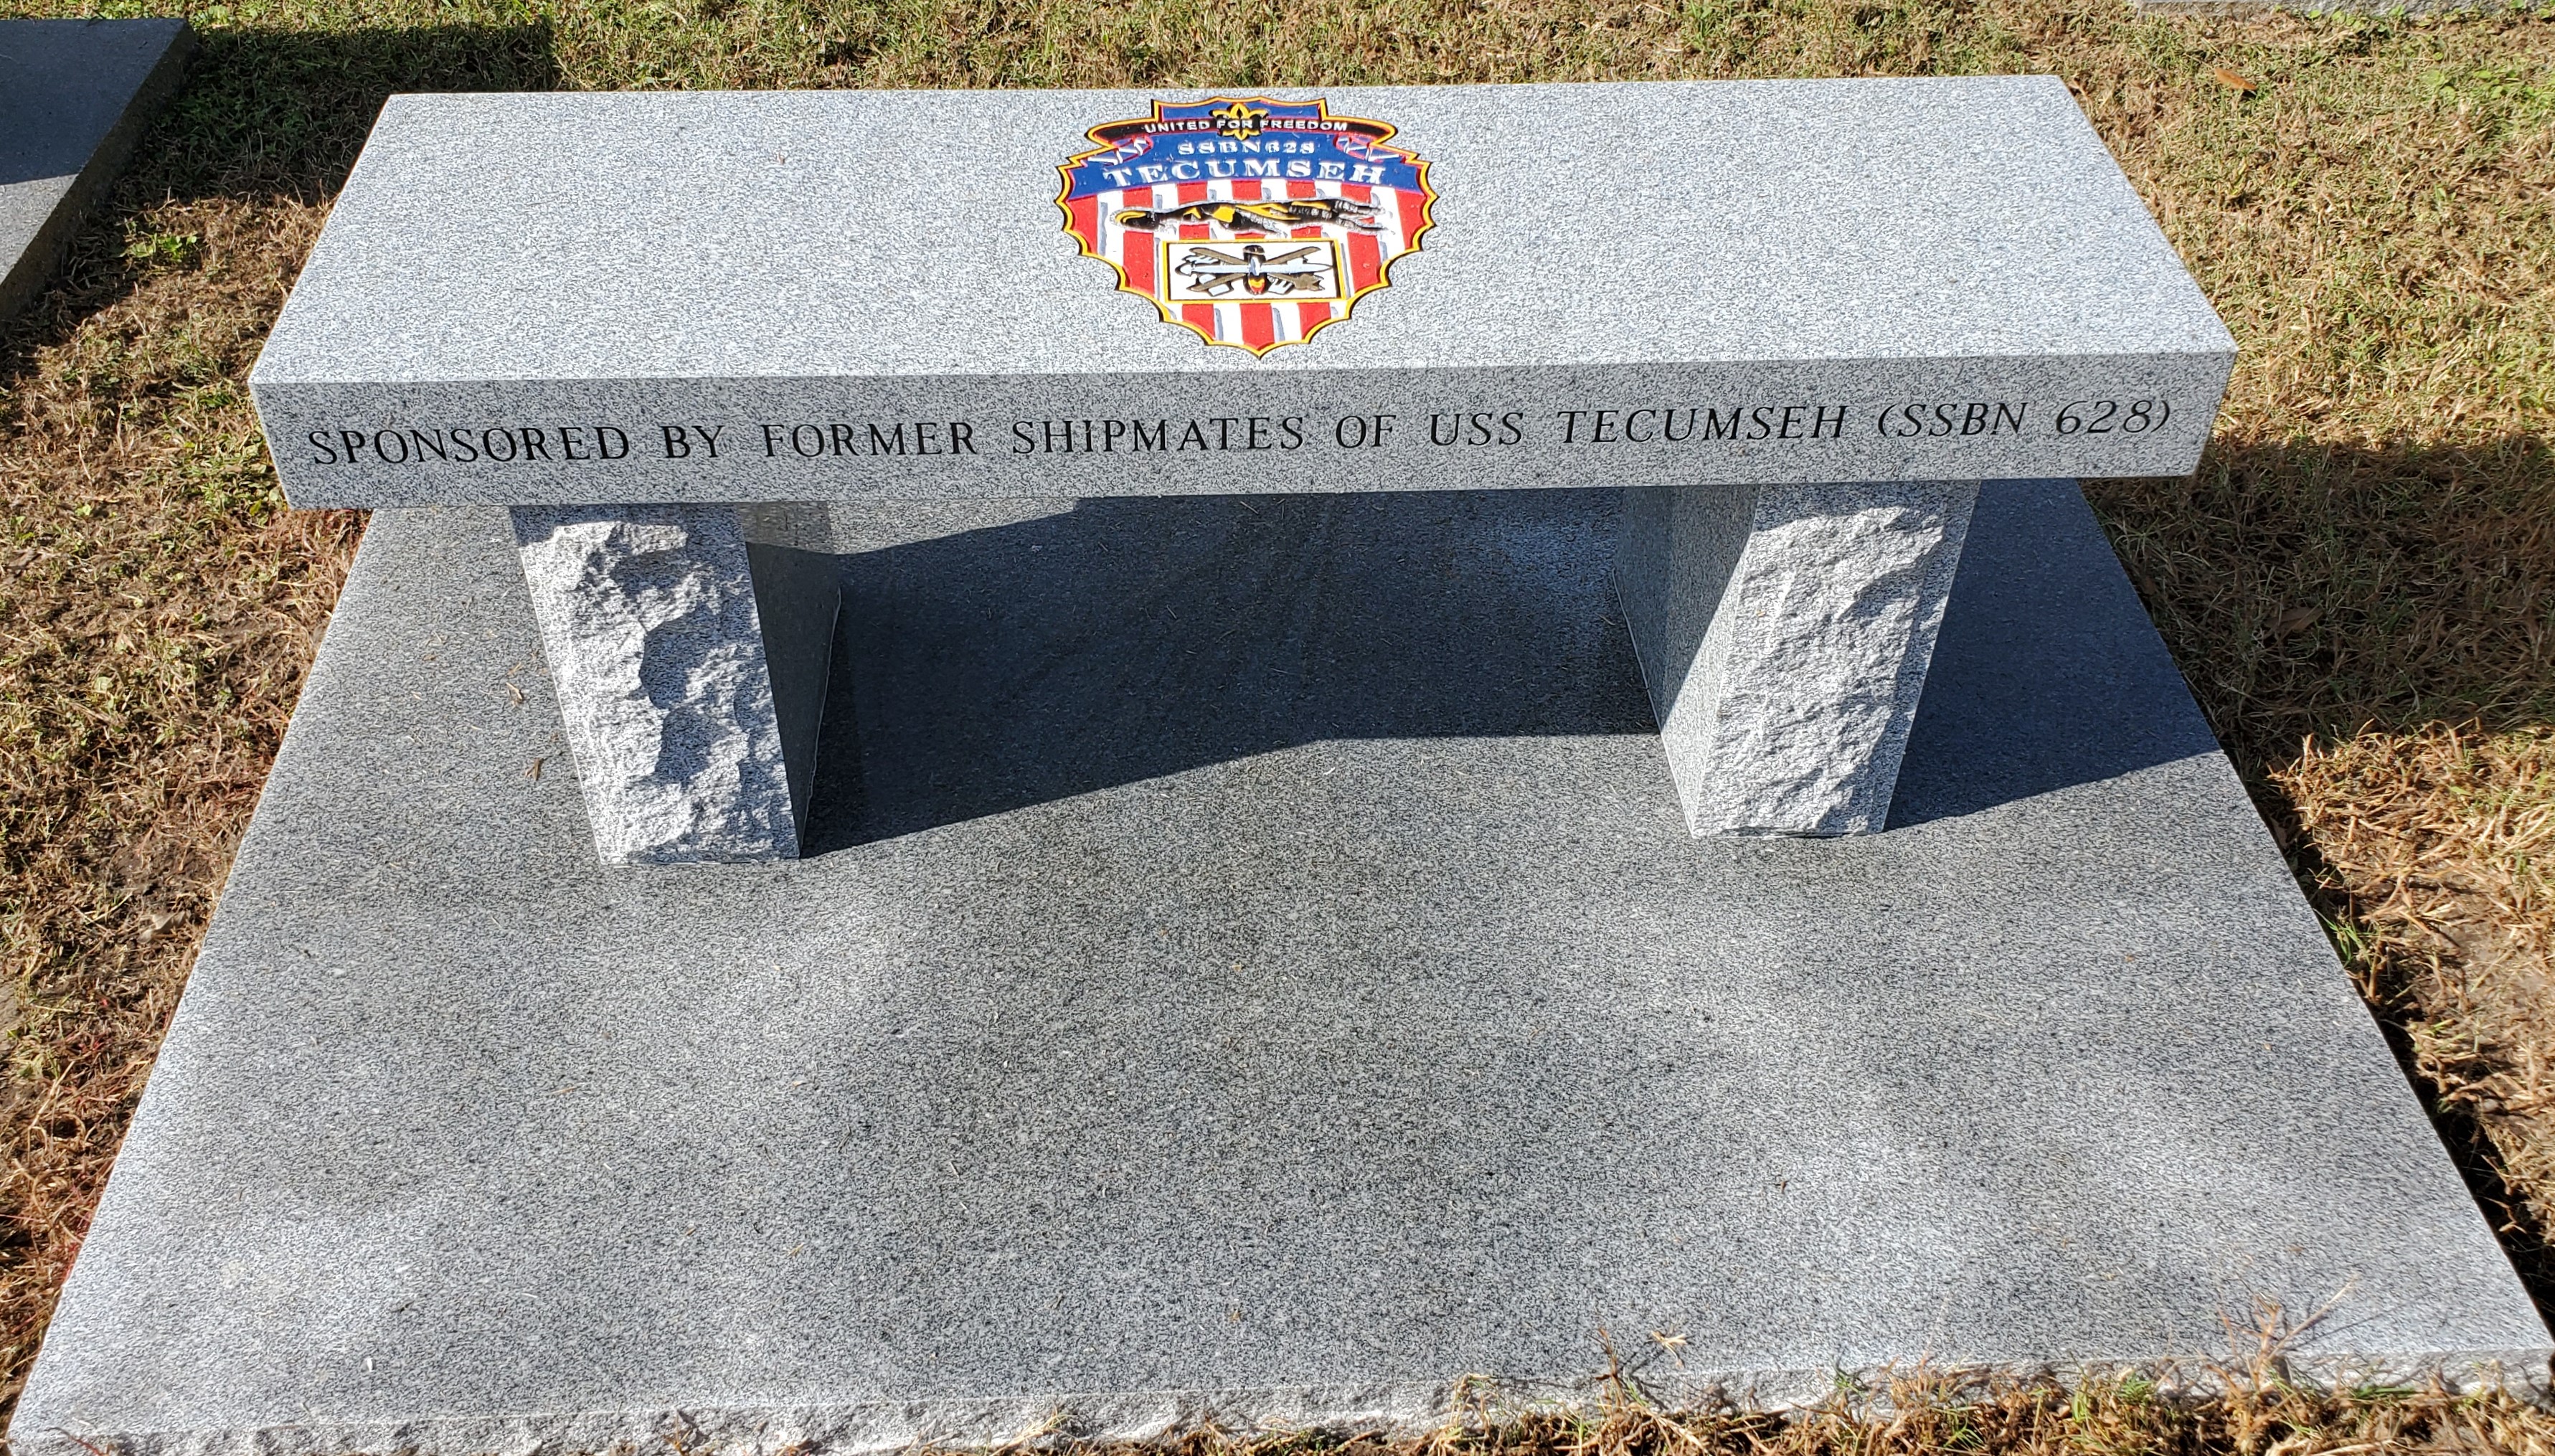 UNITED FOR FREEDOM
SSBN 628
TECUMSEH
SPONSORED BY FORMER SHIPMATES OF USS TECUMSEH (SSBN 628)